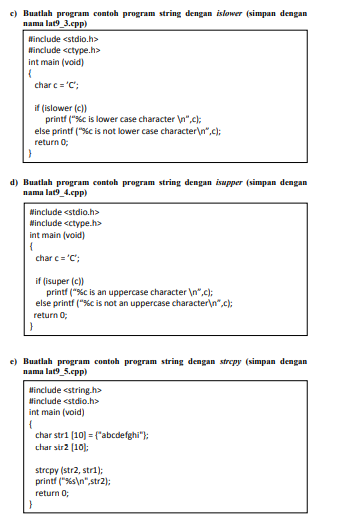 c) Buatlah program contoh program string dengan islower (simpan dengan
nama lat9_3.cpp)
#include <stdio.h>
#include <ctype.h>
int main (void)
{
char c = 'C';
if (islower (c))
printf ("%c is lower case character \n",c);
else printf ("%c is not lower case character\n",c);
return 0;
}
d) Buatlah program contoh program string dengan isupper (simpan dengan
nama lat9_4.cpp)
#include <stdio.h>
#include <ctype.h>
int main (void)
{
char c = 'C';
if (isuper (c))
printf ("%c is an uppercase character \n",c);
else printf ("%c is not an uppercase character\n",c);
return 0;
}
e) Buatlah program contoh program string dengan strcpy (simpan dengan
nama lat9_5.cpp)
#include <string.h>
#include <stdio.h>
int main (void)
{
char str1 [10] = {"abcdefghi"};
char str2 [10];
strcpy (str2, str1);
printf ("%s\n",str2);
return 0;
}